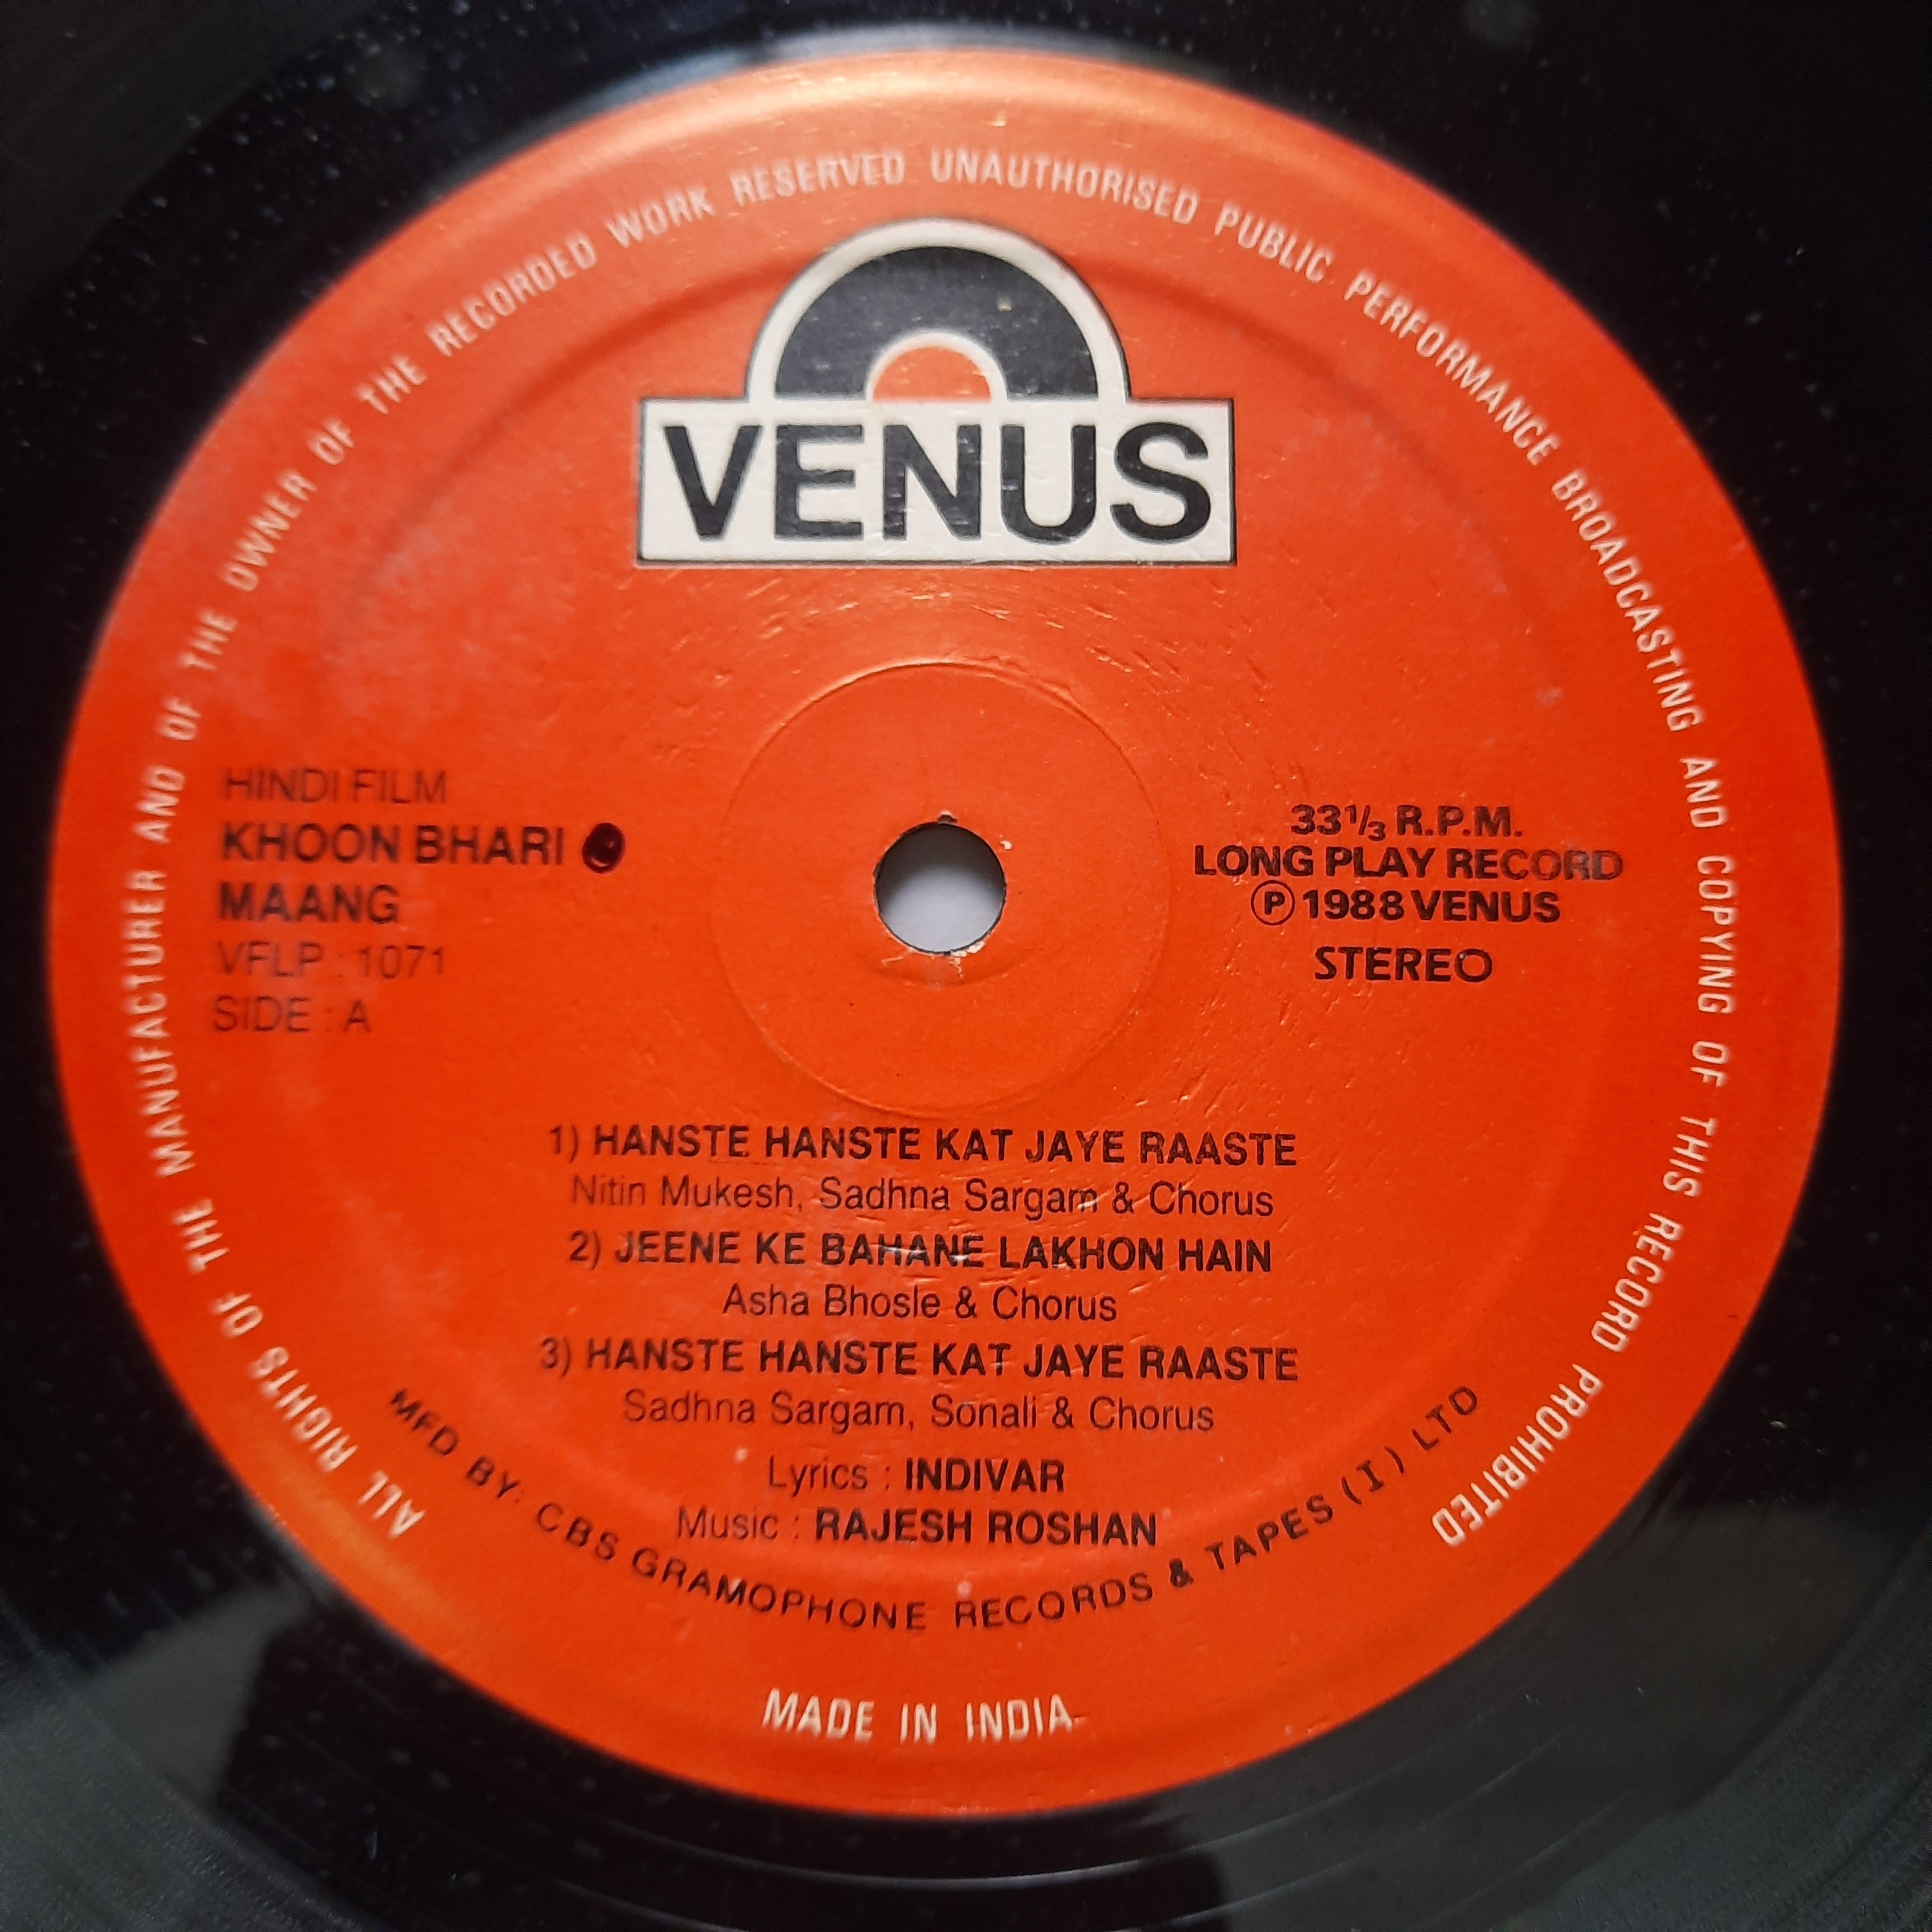 ALL RIGHTS OF THE MANUFACTURER AND OF THE OWNER OF THE RECORDED WORK RESERVED UNAUTHORISED PUBLIC PERFORMANCE BROADCASTING AND COPYING OF THIS RECORD PROHIBITED
VENUS
HINDI FILM
KHOON BHARI
MAANG
VFLP : 1071
SIDE : A
33 1/3 R.P.M.
LONG PLAY RECORD
Ⓟ 1988 VENUS
STEREO
1) HANSTE HANSTE KAT JAYE RAASTE
Nitin Mukesh, Sadhna Sargam & Chorus
2) JEENE KE BAHANE LAKHON HAIN
Asha Bhosle & Chorus
3) HANSTE HANSTE KAT JAYE RAASTE
Sadhna Sargam, Sonali & Chorus
Lyrics : INDIVAR
Music : RAJESH ROSHAN
MFD BY: CBS GRAMOPHONE RECORDS & TAPES (I) LTD
MADE IN INDIA